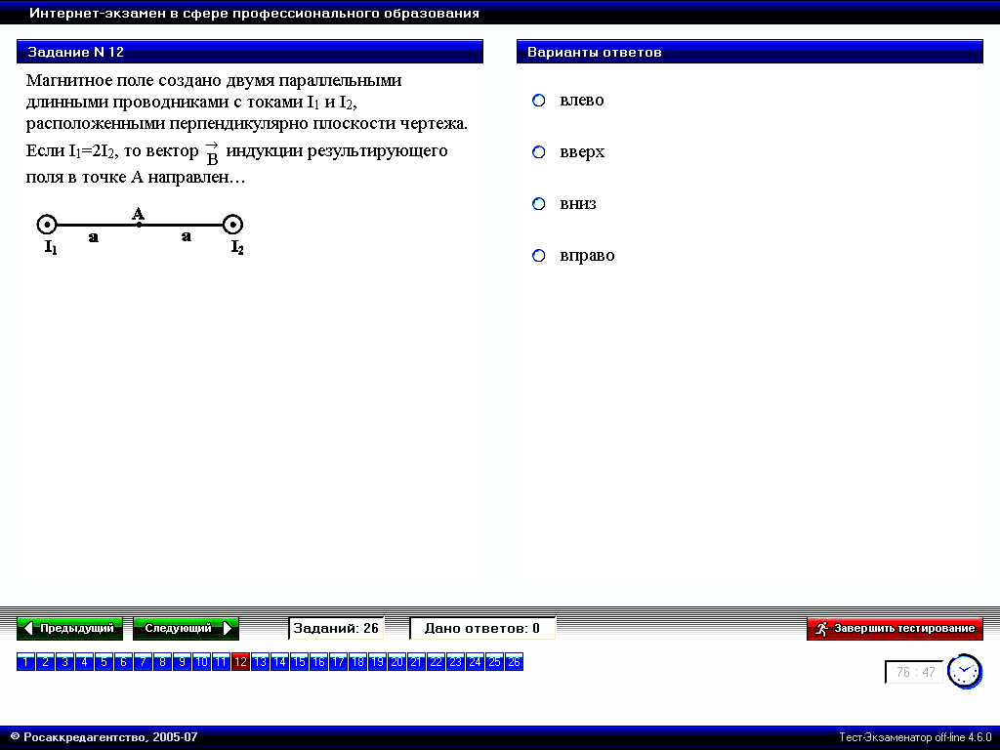 Интернет-экзамен в сфере профессионального образования
Задание N 12
Магнитное поле создано двумя параллельными
длинными проводниками с токами I₁ и I₂,
расположенными перпендикулярно плоскости чертежа.
Если I₁=2I₂, то вектор B⃗ индукции результирующего
поля в точке А направлен…
A
a a
I₁ I₂
Варианты ответов
влево
вверх
вниз
вправо
Предыдущий Следующий Заданий: 26 Дано ответов: 0 Завершить тестирование
1 2 3 4 5 6 7 8 9 10 11 12 13 14 15 16 17 18 19 20 21 22 23 24 25 26
76 : 47
© Росаккредагентство, 2005-07 Тест-Экзаменатор off-line 4.6.0